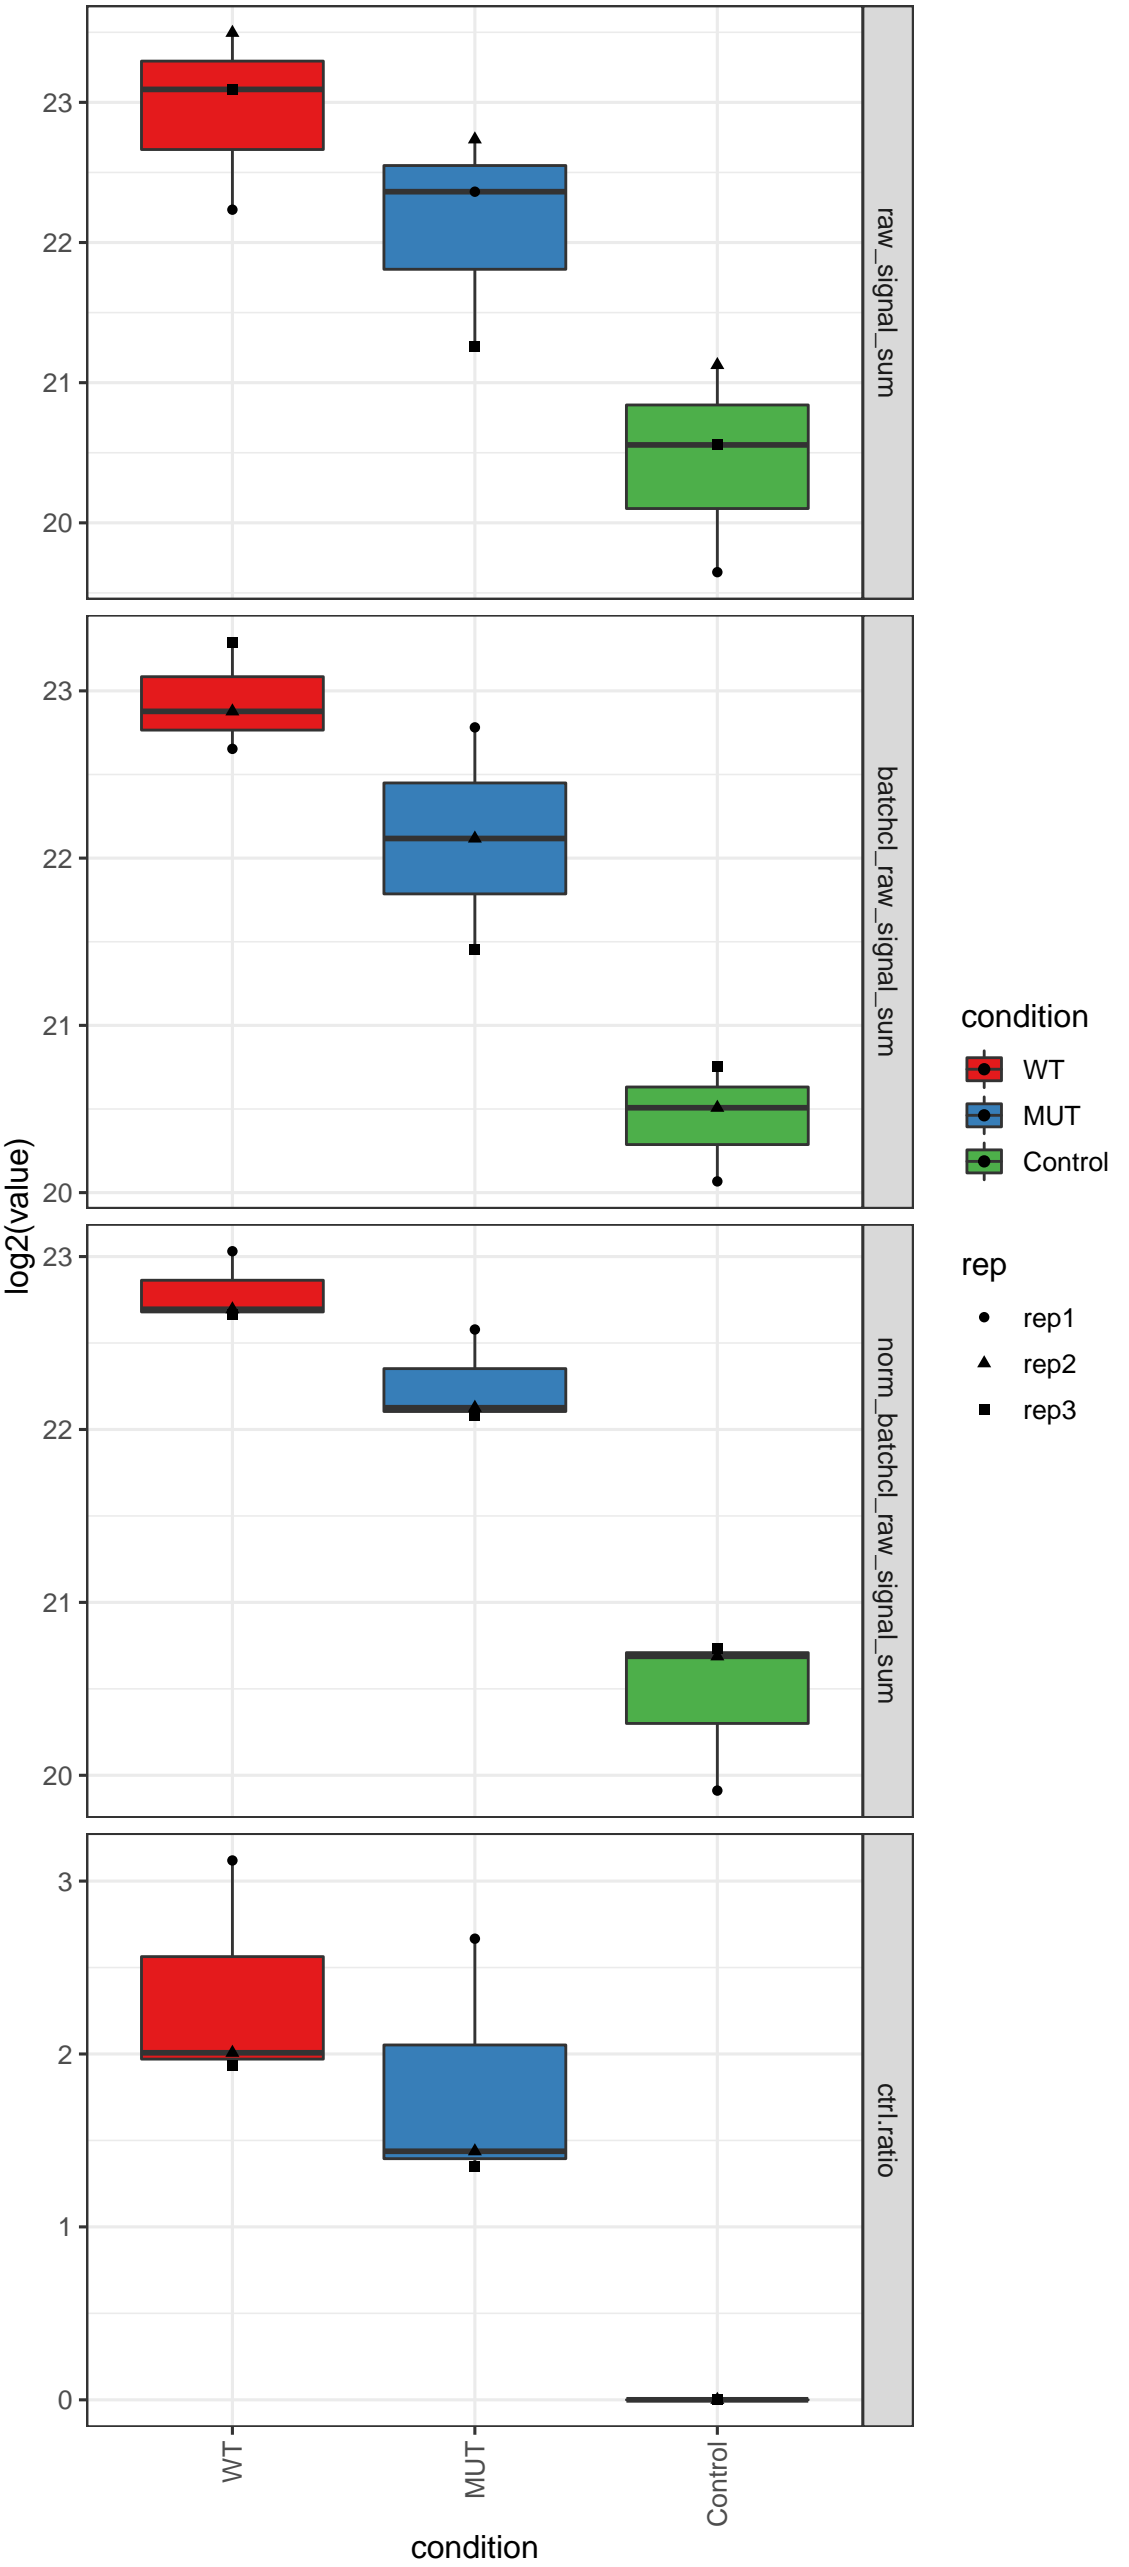 log2(value)
23
22
21
20
raw_signal_sum
23
22
21
20
batchcl_raw_signal_sum
23
22
21
20
norm_batchcl_raw_signal_sum
3
2
1
0
ctrl.ratio
WT
MUT
Control
condition
condition
WT
MUT
Control
rep
rep1
rep2
rep3